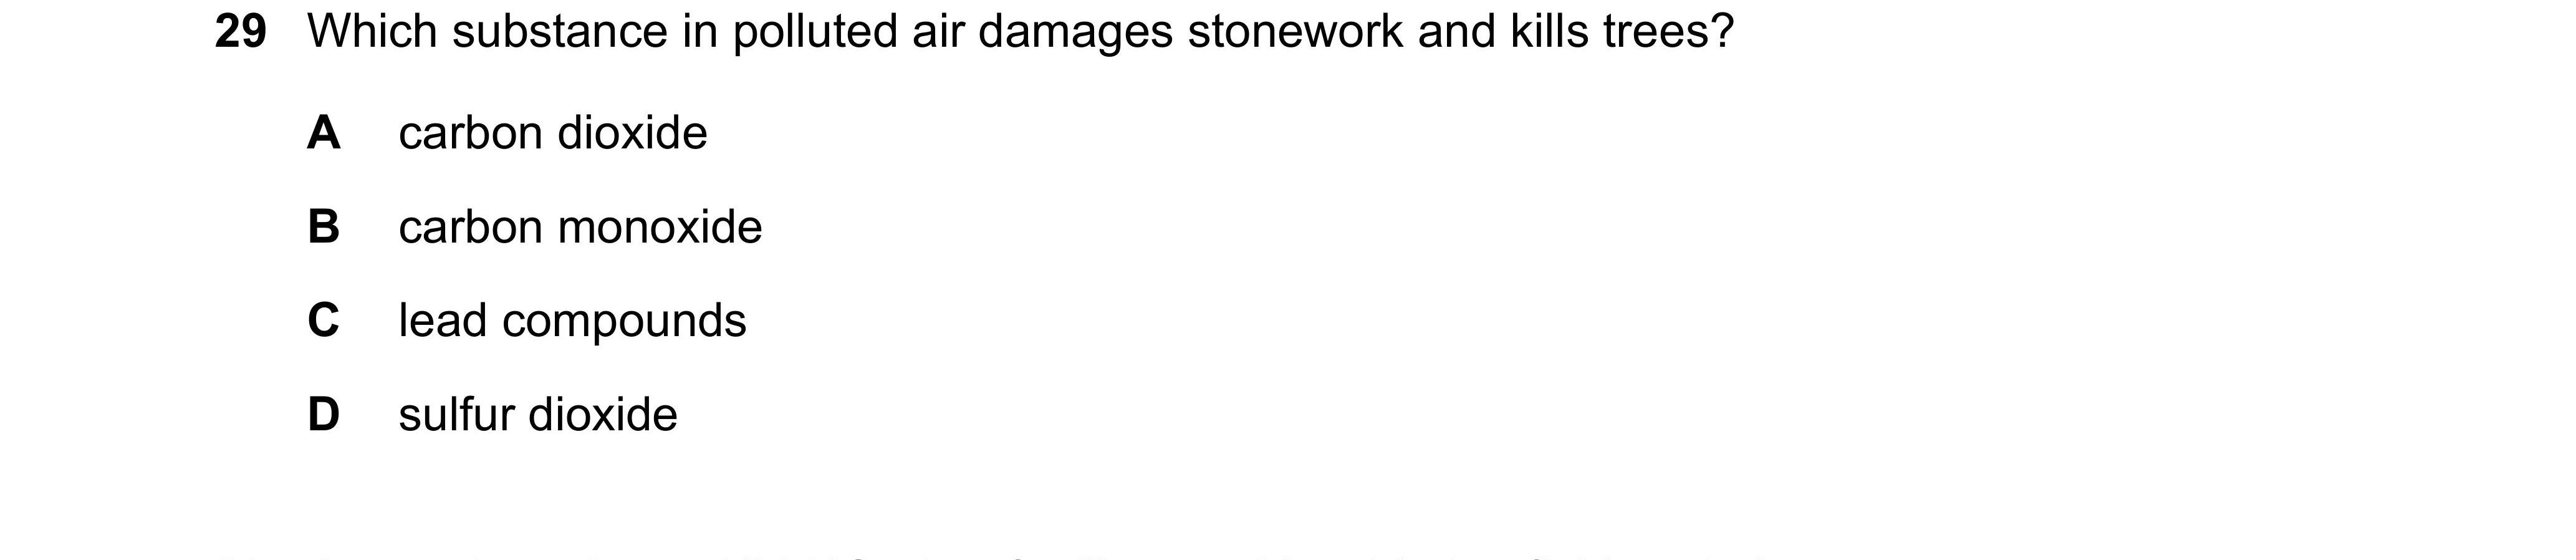 29 Which substance in polluted air damages stonework and kills trees?
A carbon dioxide
B carbon monoxide
C lead compounds
D sulfur dioxide